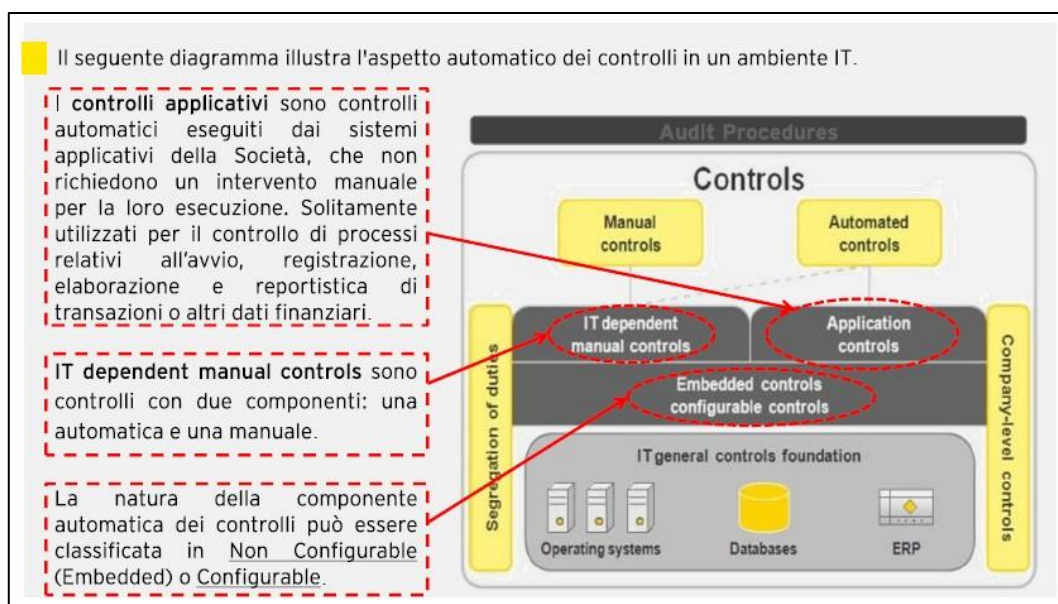 Il seguente diagramma illustra l'aspetto automatico dei controlli in un ambiente IT.
I controlli applicativi sono controlli
automatici eseguiti dai sistemi
applicativi della Società, che non
richiedono un intervento manuale
per la loro esecuzione. Solitamente
utilizzati per il controllo di processi
relativi all'avvio, registrazione,
elaborazione e reportistica di
transazioni o altri dati finanziari.
IT dependent manual controls sono
controlli con due componenti: una
automatica e una manuale.
La natura della componente
automatica dei controlli può essere
classificata in Non Configurable
(Embedded) o Configurable.
Audit Procedures
Controls
Manual
controls
Automated
controls
IT dependent
manual controls
Application
controls
Embedded controls
configurable controls
Segregation of duties
Company-level controls
IT general controls foundation
Operating systems
Databases
ERP